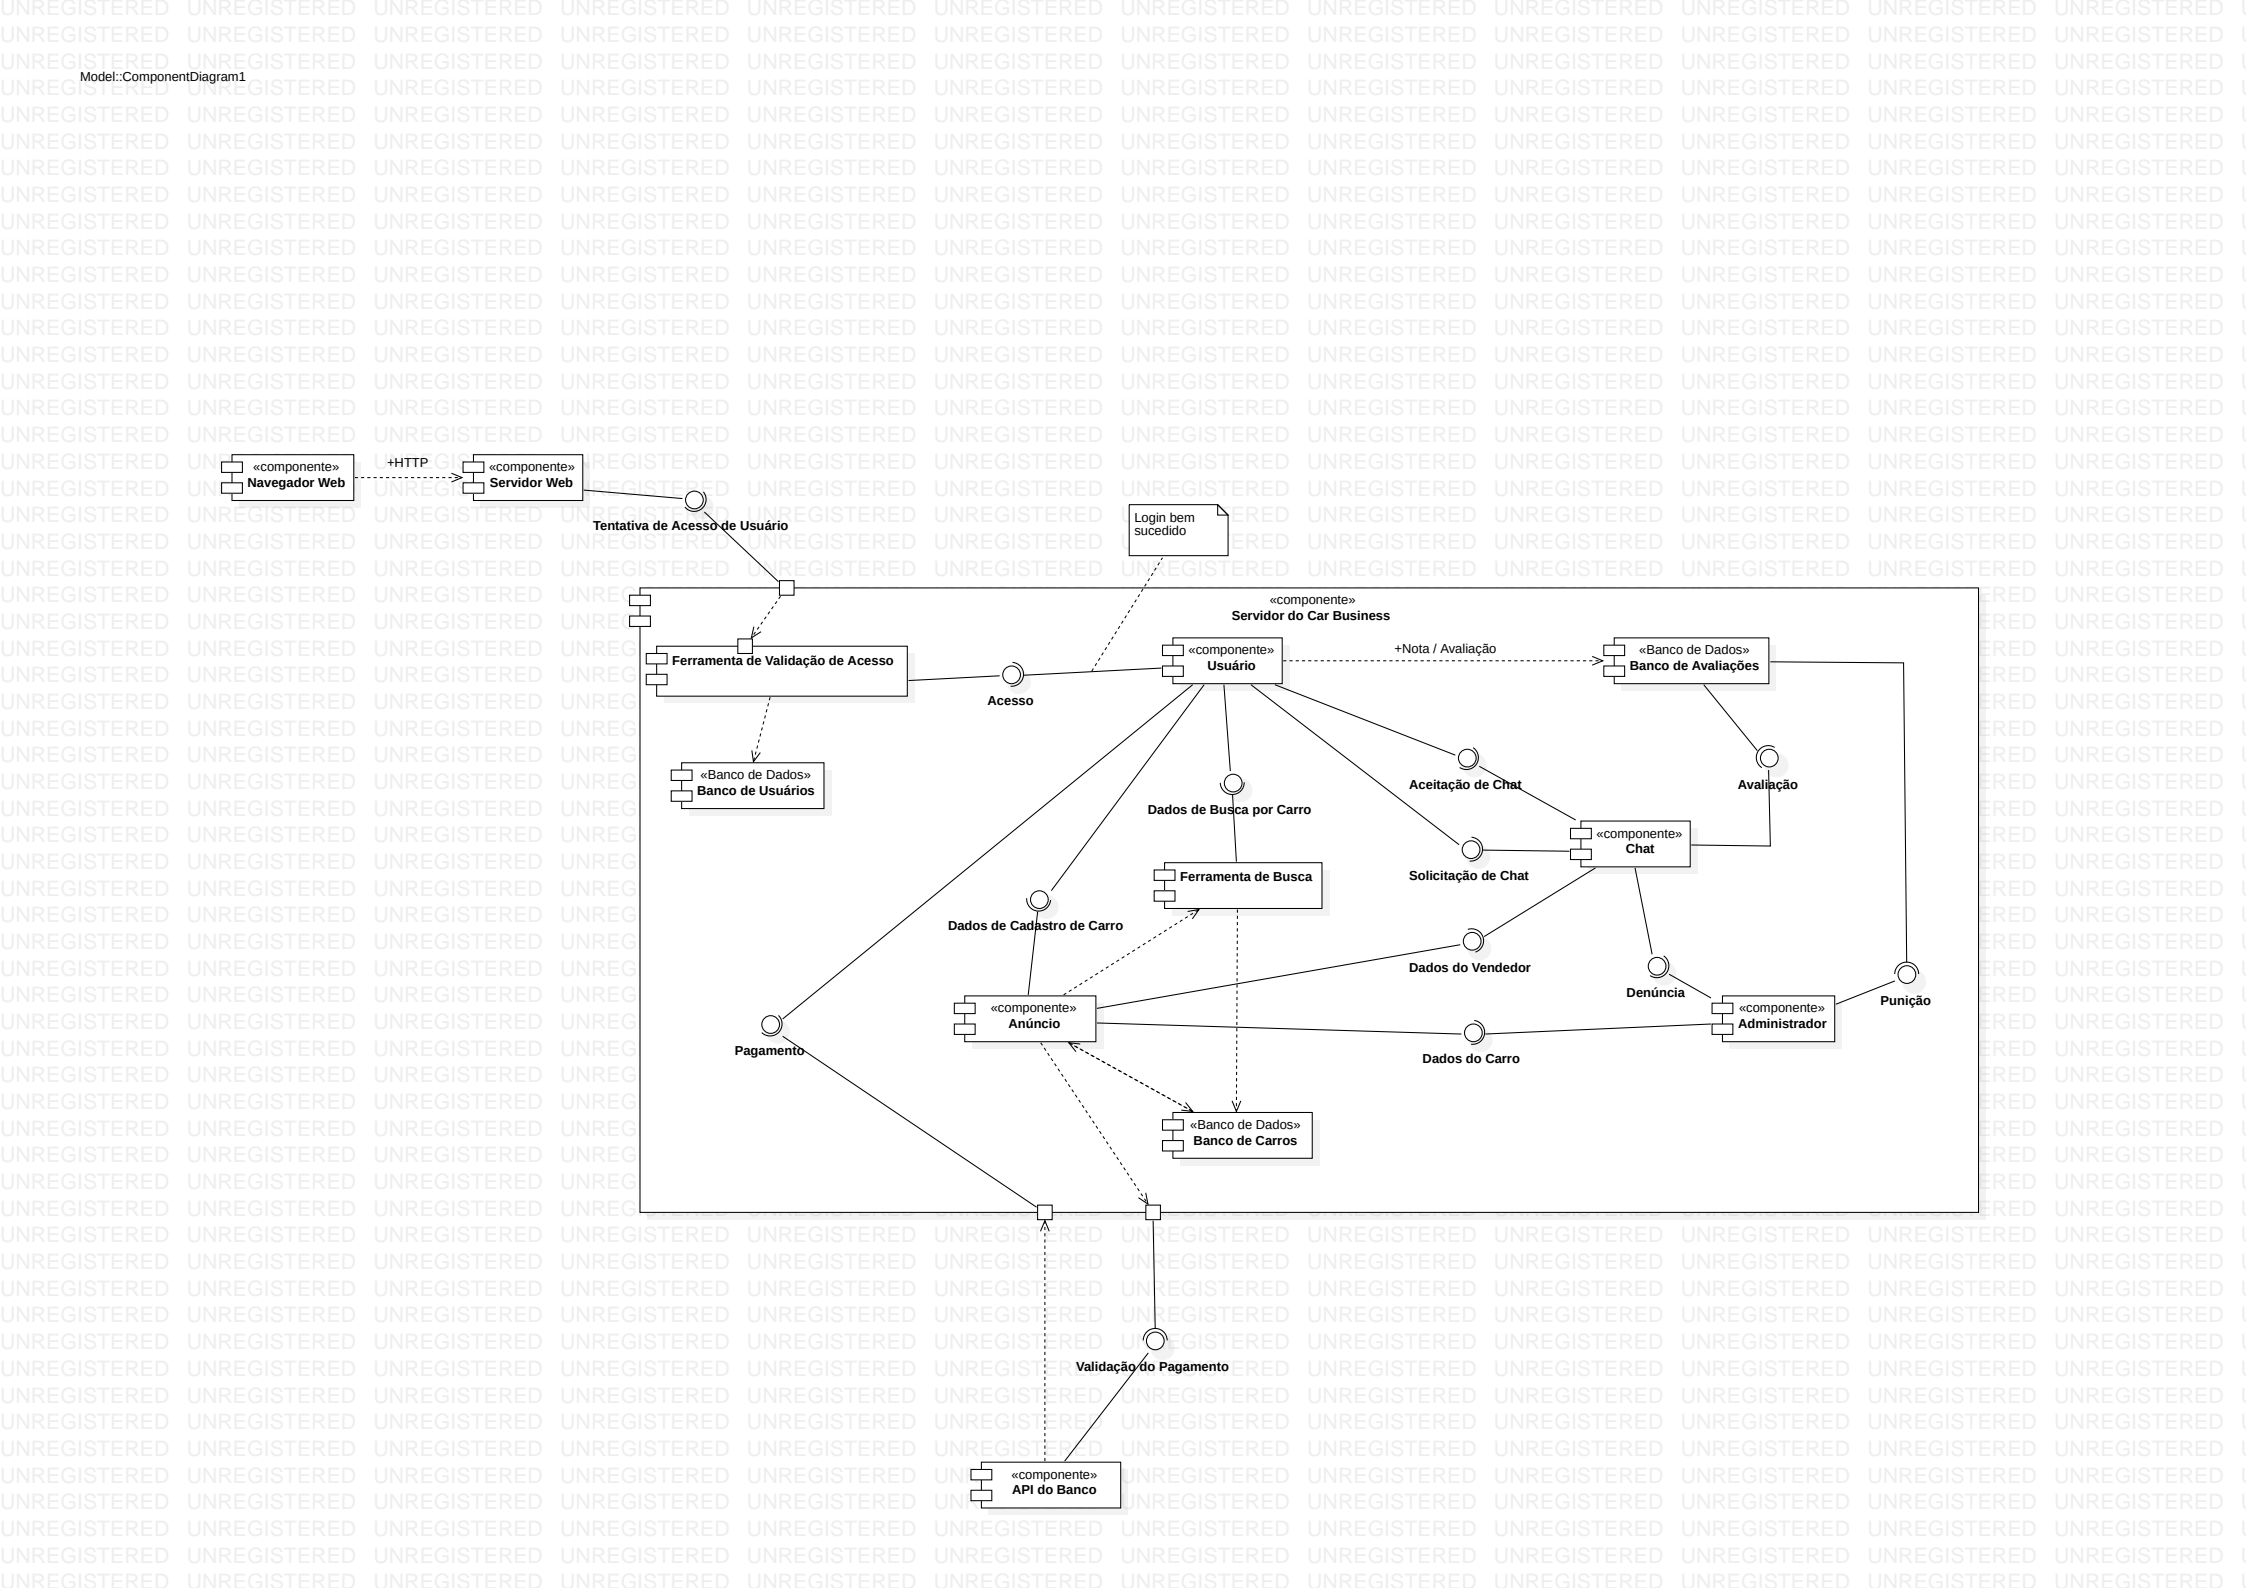 Model::ComponentDiagram1
«componente»
Navegador Web
+HTTP
«componente»
Servidor Web
Tentativa de Acesso de Usuário
Login bem
sucedido
«componente»
Servidor do Car Business
Ferramenta de Validação de Acesso
Acesso
«componente»
Usuário
+Nota / Avaliação
«Banco de Dados»
Banco de Avaliações
«Banco de Dados»
Banco de Usuários
Dados de Busca por Carro
Aceitação de Chat
Avaliação
«componente»
Chat
Ferramenta de Busca
Solicitação de Chat
Dados de Cadastro de Carro
Dados do Vendedor
Denúncia
Punição
«componente»
Anúncio
«componente»
Administrador
Pagamento
Dados do Carro
«Banco de Dados»
Banco de Carros
Validação do Pagamento
«componente»
API do Banco
UNREGISTERED